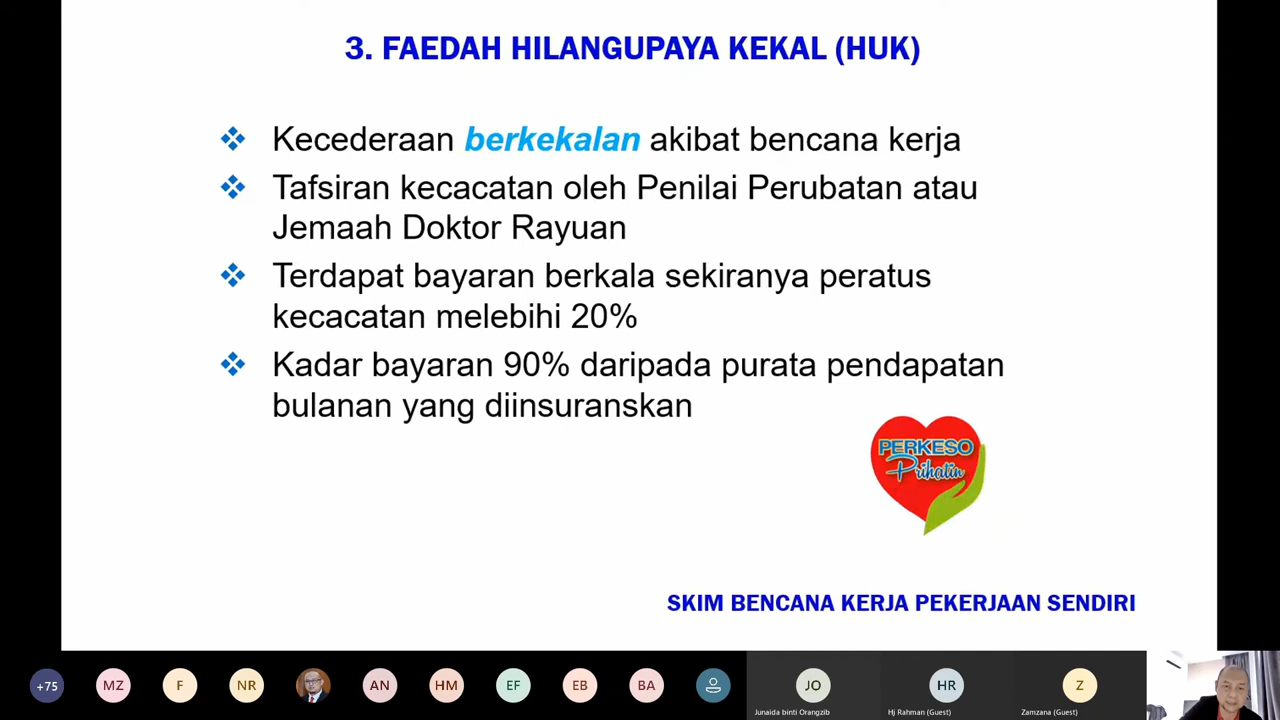 3. FAEDAH HILANGUPAYA KEKAL (HUK)
Kecederaan berkekalan akibat bencana kerja
Tafsiran kecacatan oleh Penilai Perubatan atau
Jemaah Doktor Rayuan
Terdapat bayaran berkala sekiranya peratus
kecacatan melebihi 20%
Kadar bayaran 90% daripada purata pendapatan
bulanan yang diinsuranskan
PERKESO
Prihatin
SKIM BENCANA KERJA PEKERJAAN SENDIRI
+75 MZ F NR AN HM EF EB BA JO HR Z
Junaida binti Orangzib Hj Rahman (Guest) Zamzana (Guest)